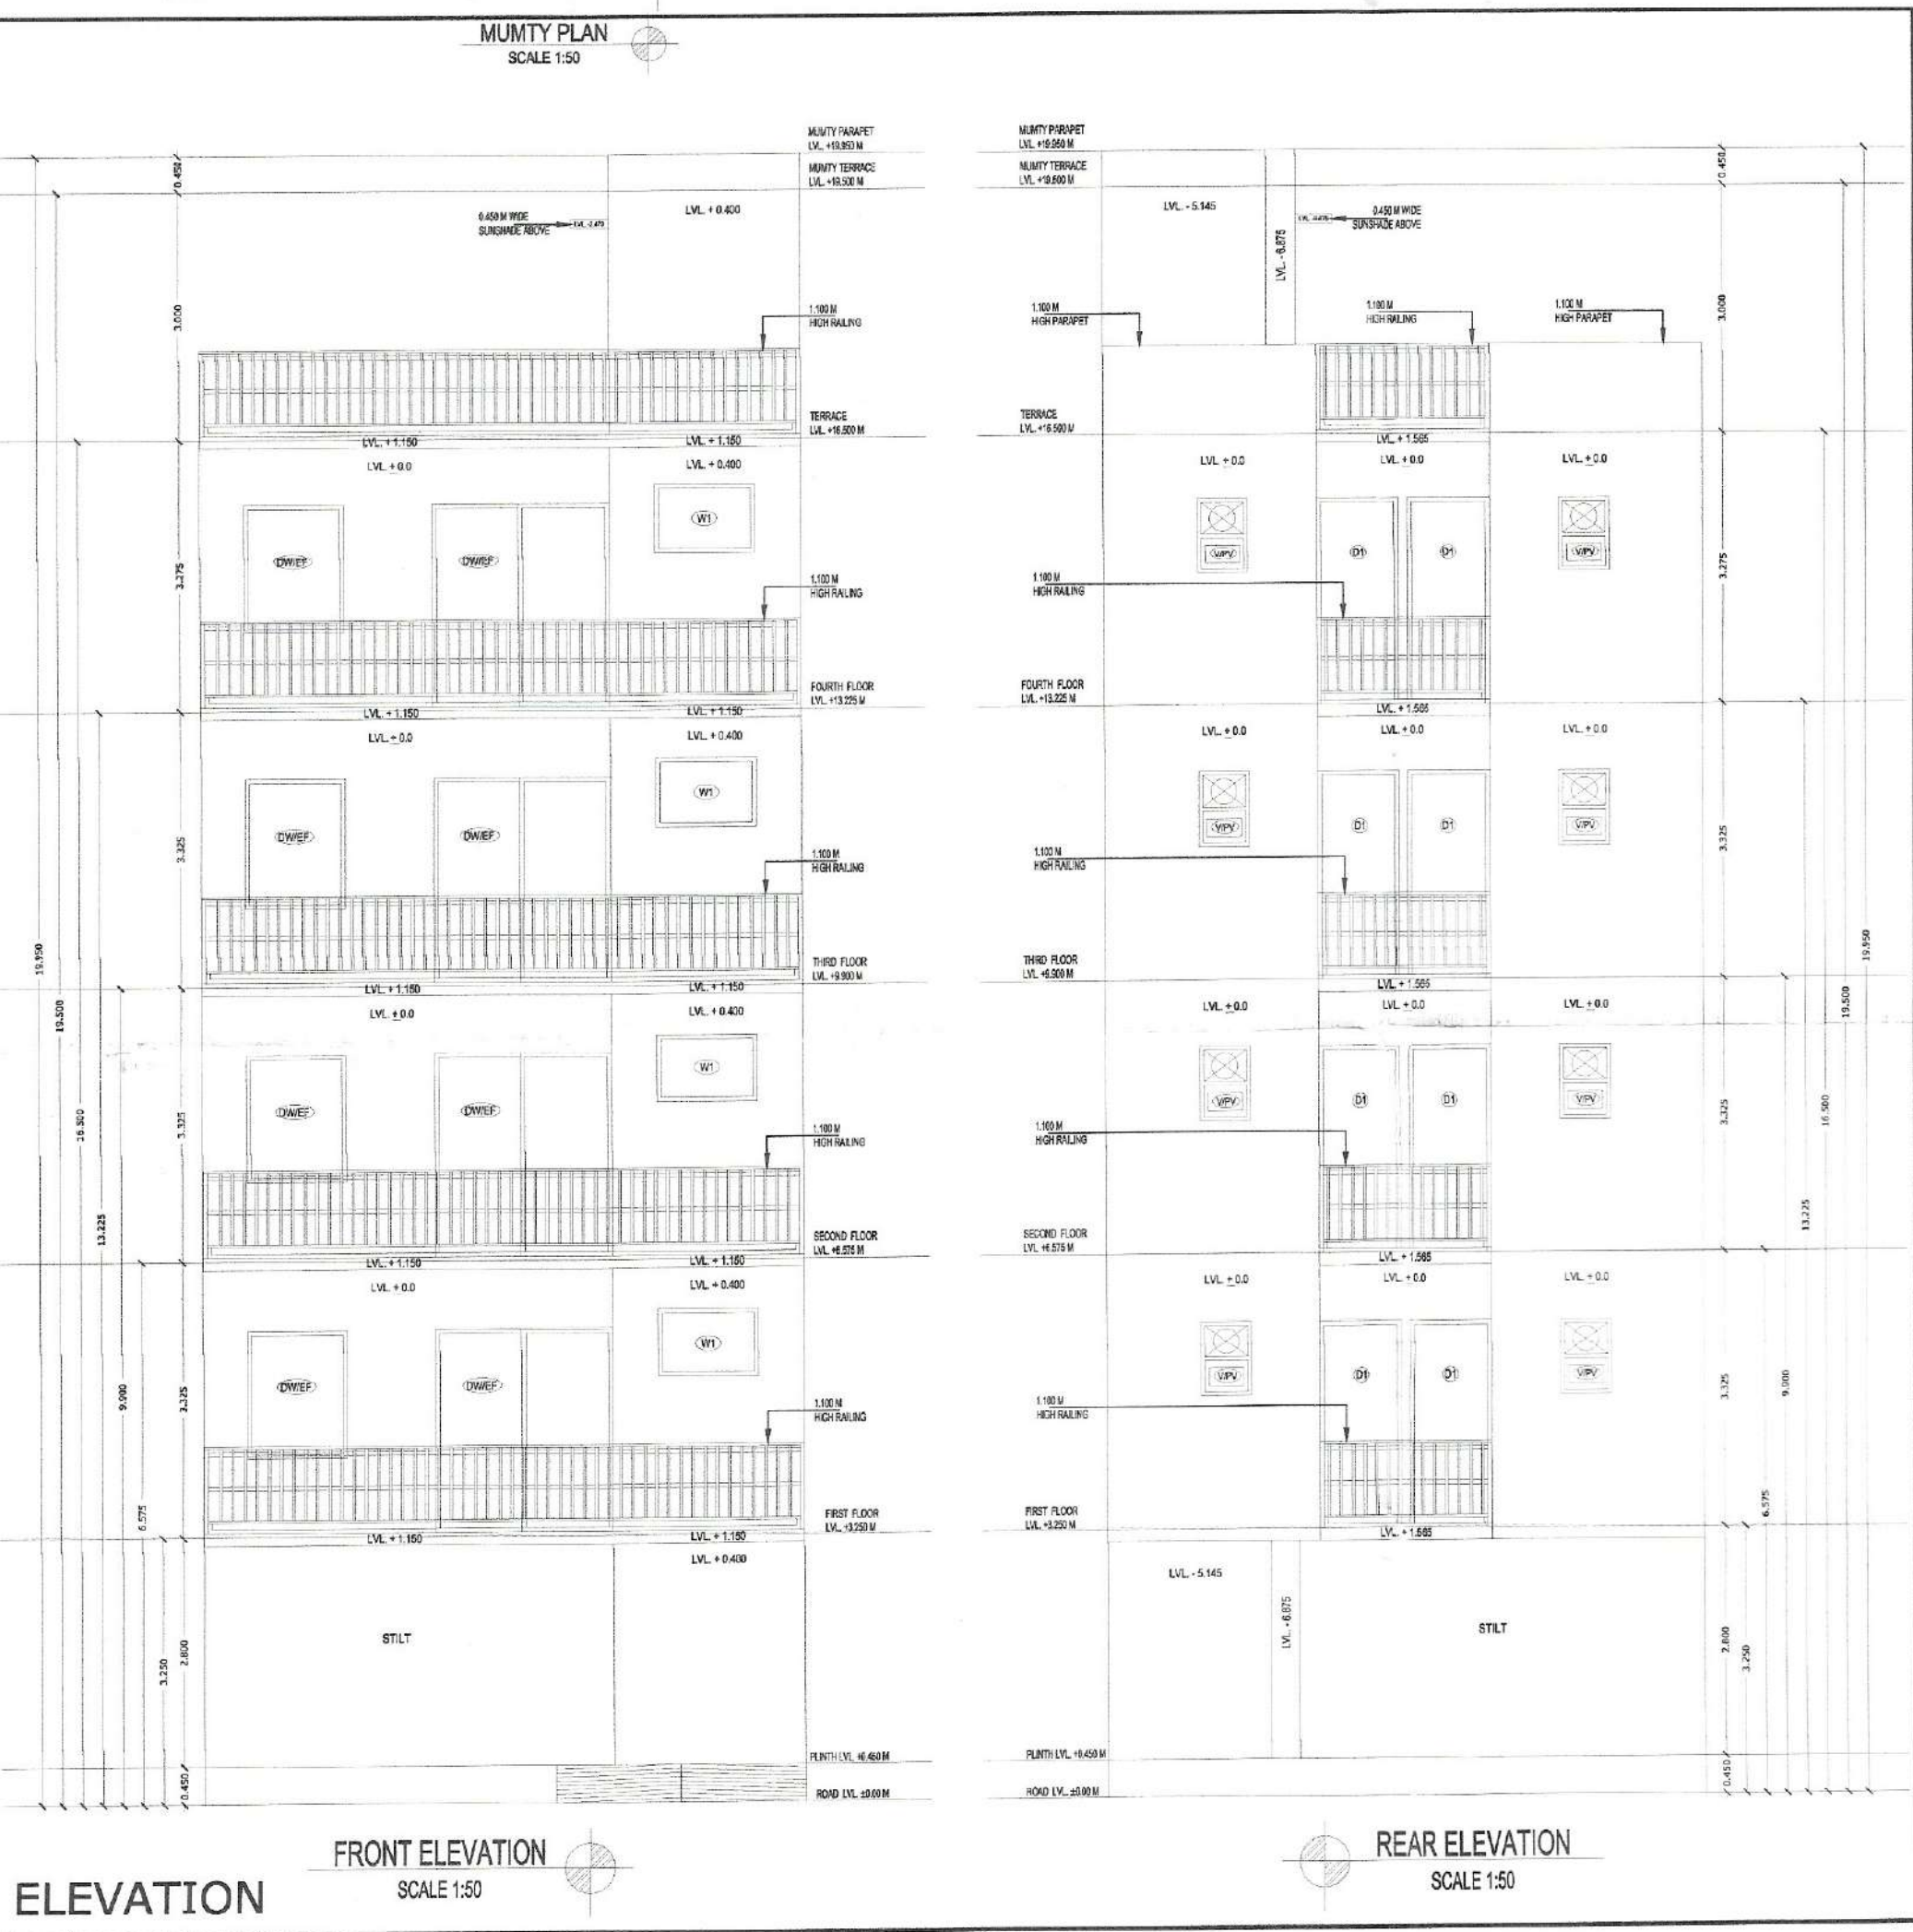 MUMTY PLAN
SCALE 1:50
MUMTY PARAPET
LVL. +19.950 M
MUMTY TERRACE
LVL. +19.500 M
0.450 M WIDE
SUNSHADE ABOVE
LVL. + 0.400
1.100 M
HIGH RAILING
TERRACE
LVL. +16.500 M
LVL. + 1.150
LVL. + 1.150
LVL. + 0.0
LVL. + 0.400
DW/EF
DW/EF
W1
1.100 M
HIGH RAILING
FOURTH FLOOR
LVL. +13.225 M
LVL. + 1.150
LVL. + 1.150
LVL. + 0.0
LVL. + 0.400
DW/EF
DW/EF
W1
1.100 M
HIGH RAILING
THIRD FLOOR
LVL. +9.900 M
LVL. + 1.150
LVL. + 1.150
LVL. + 0.0
LVL. + 0.400
DW/EF
DW/EF
W1
1.100 M
HIGH RAILING
SECOND FLOOR
LVL. +6.575 M
LVL. + 1.150
LVL. + 1.150
LVL. + 0.0
LVL. + 0.400
DW/EF
DW/EF
W1
1.100 M
HIGH RAILING
FIRST FLOOR
LVL. +3.250 M
LVL. + 1.150
LVL. + 1.150
LVL. + 0.400
STILT
PLINTH LVL. +0.450 M
ROAD LVL. ±0.00 M
0.450
3.000
3.275
3.325
3.325
3.325
2.800
0.450
19.950
19.500
16.500
13.225
9.900
6.575
3.250
FRONT ELEVATION
SCALE 1:50
ELEVATION
MUMTY PARAPET
LVL. +19.950 M
MUMTY TERRACE
LVL. +19.500 M
LVL. - 5.145
LVL. - 6.875
0.450 M WIDE
SUNSHADE ABOVE
1.100 M
HIGH PARAPET
1.100 M
HIGH RAILING
1.100 M
HIGH PARAPET
TERRACE
LVL. +16.500 M
LVL. + 1.565
LVL. + 0.0
LVL. + 0.0
LVL. + 0.0
V/PV
D1
D1
V/PV
1.100 M
HIGH RAILING
FOURTH FLOOR
LVL. +13.225 M
LVL. + 1.565
LVL. + 0.0
LVL. + 0.0
LVL. + 0.0
V/PV
D1
D1
V/PV
1.100 M
HIGH RAILING
THIRD FLOOR
LVL. +9.900 M
LVL. + 1.565
LVL. + 0.0
LVL. + 0.0
LVL. + 0.0
V/PV
D1
D1
V/PV
1.100 M
HIGH RAILING
SECOND FLOOR
LVL. +6.575 M
LVL. + 1.565
LVL. + 0.0
LVL. + 0.0
LVL. + 0.0
V/PV
D1
D1
V/PV
1.100 M
HIGH RAILING
FIRST FLOOR
LVL. +3.250 M
LVL. + 1.565
LVL. - 5.145
LVL. - 6.875
STILT
PLINTH LVL. +0.450 M
ROAD LVL. ±0.00 M
0.450
3.000
3.275
3.325
3.325
3.325
2.800
0.450
3.250
6.575
9.900
13.225
16.500
19.500
19.950
REAR ELEVATION
SCALE 1:50